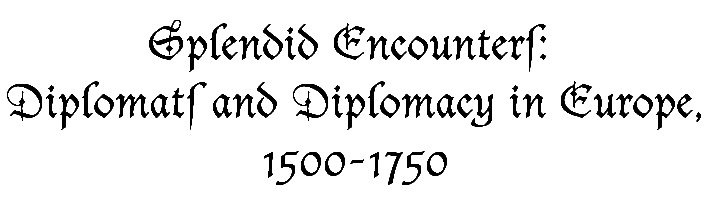 Splendid Encounterſ:
Diplomatſ and Diplomacy in Europe,
1500-1750